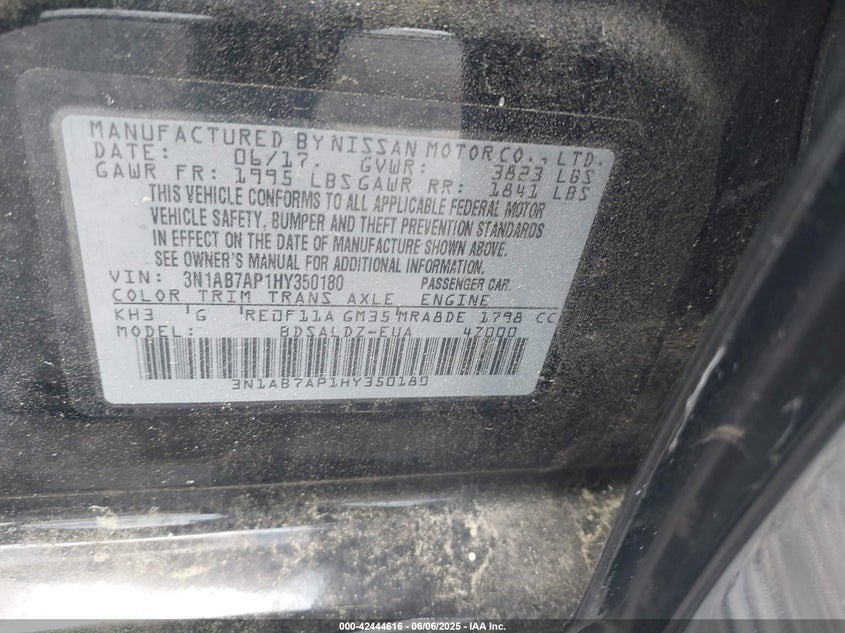 MANUFACTURED BY NISSAN MOTOR CO., LTD.
DATE: 06/17. GVWR: 3823 LBS
GAWR FR: 1995 LBS GAWR RR: 1841 LBS
THIS VEHICLE CONFORMS TO ALL APPLICABLE FEDERAL MOTOR
VEHICLE SAFETY, BUMPER AND THEFT PREVENTION STANDARDS
IN EFFECT ON THE DATE OF MANUFACTURE SHOWN ABOVE.
SEE OWNER'S MANUAL FOR ADDITIONAL INFORMATION.
VIN: 3N1AB7AP1HY350180 PASSENGER CAR.
COLOR TRIM TRANS AXLE ENGINE
KH3 G RE0F11A GM35 MRA8DE 1798 CC
MODEL: BDSALDZ-EUA 47000
3N1AB7AP1HY350180
000-42444616 - 06/06/2025 - IAA Inc.